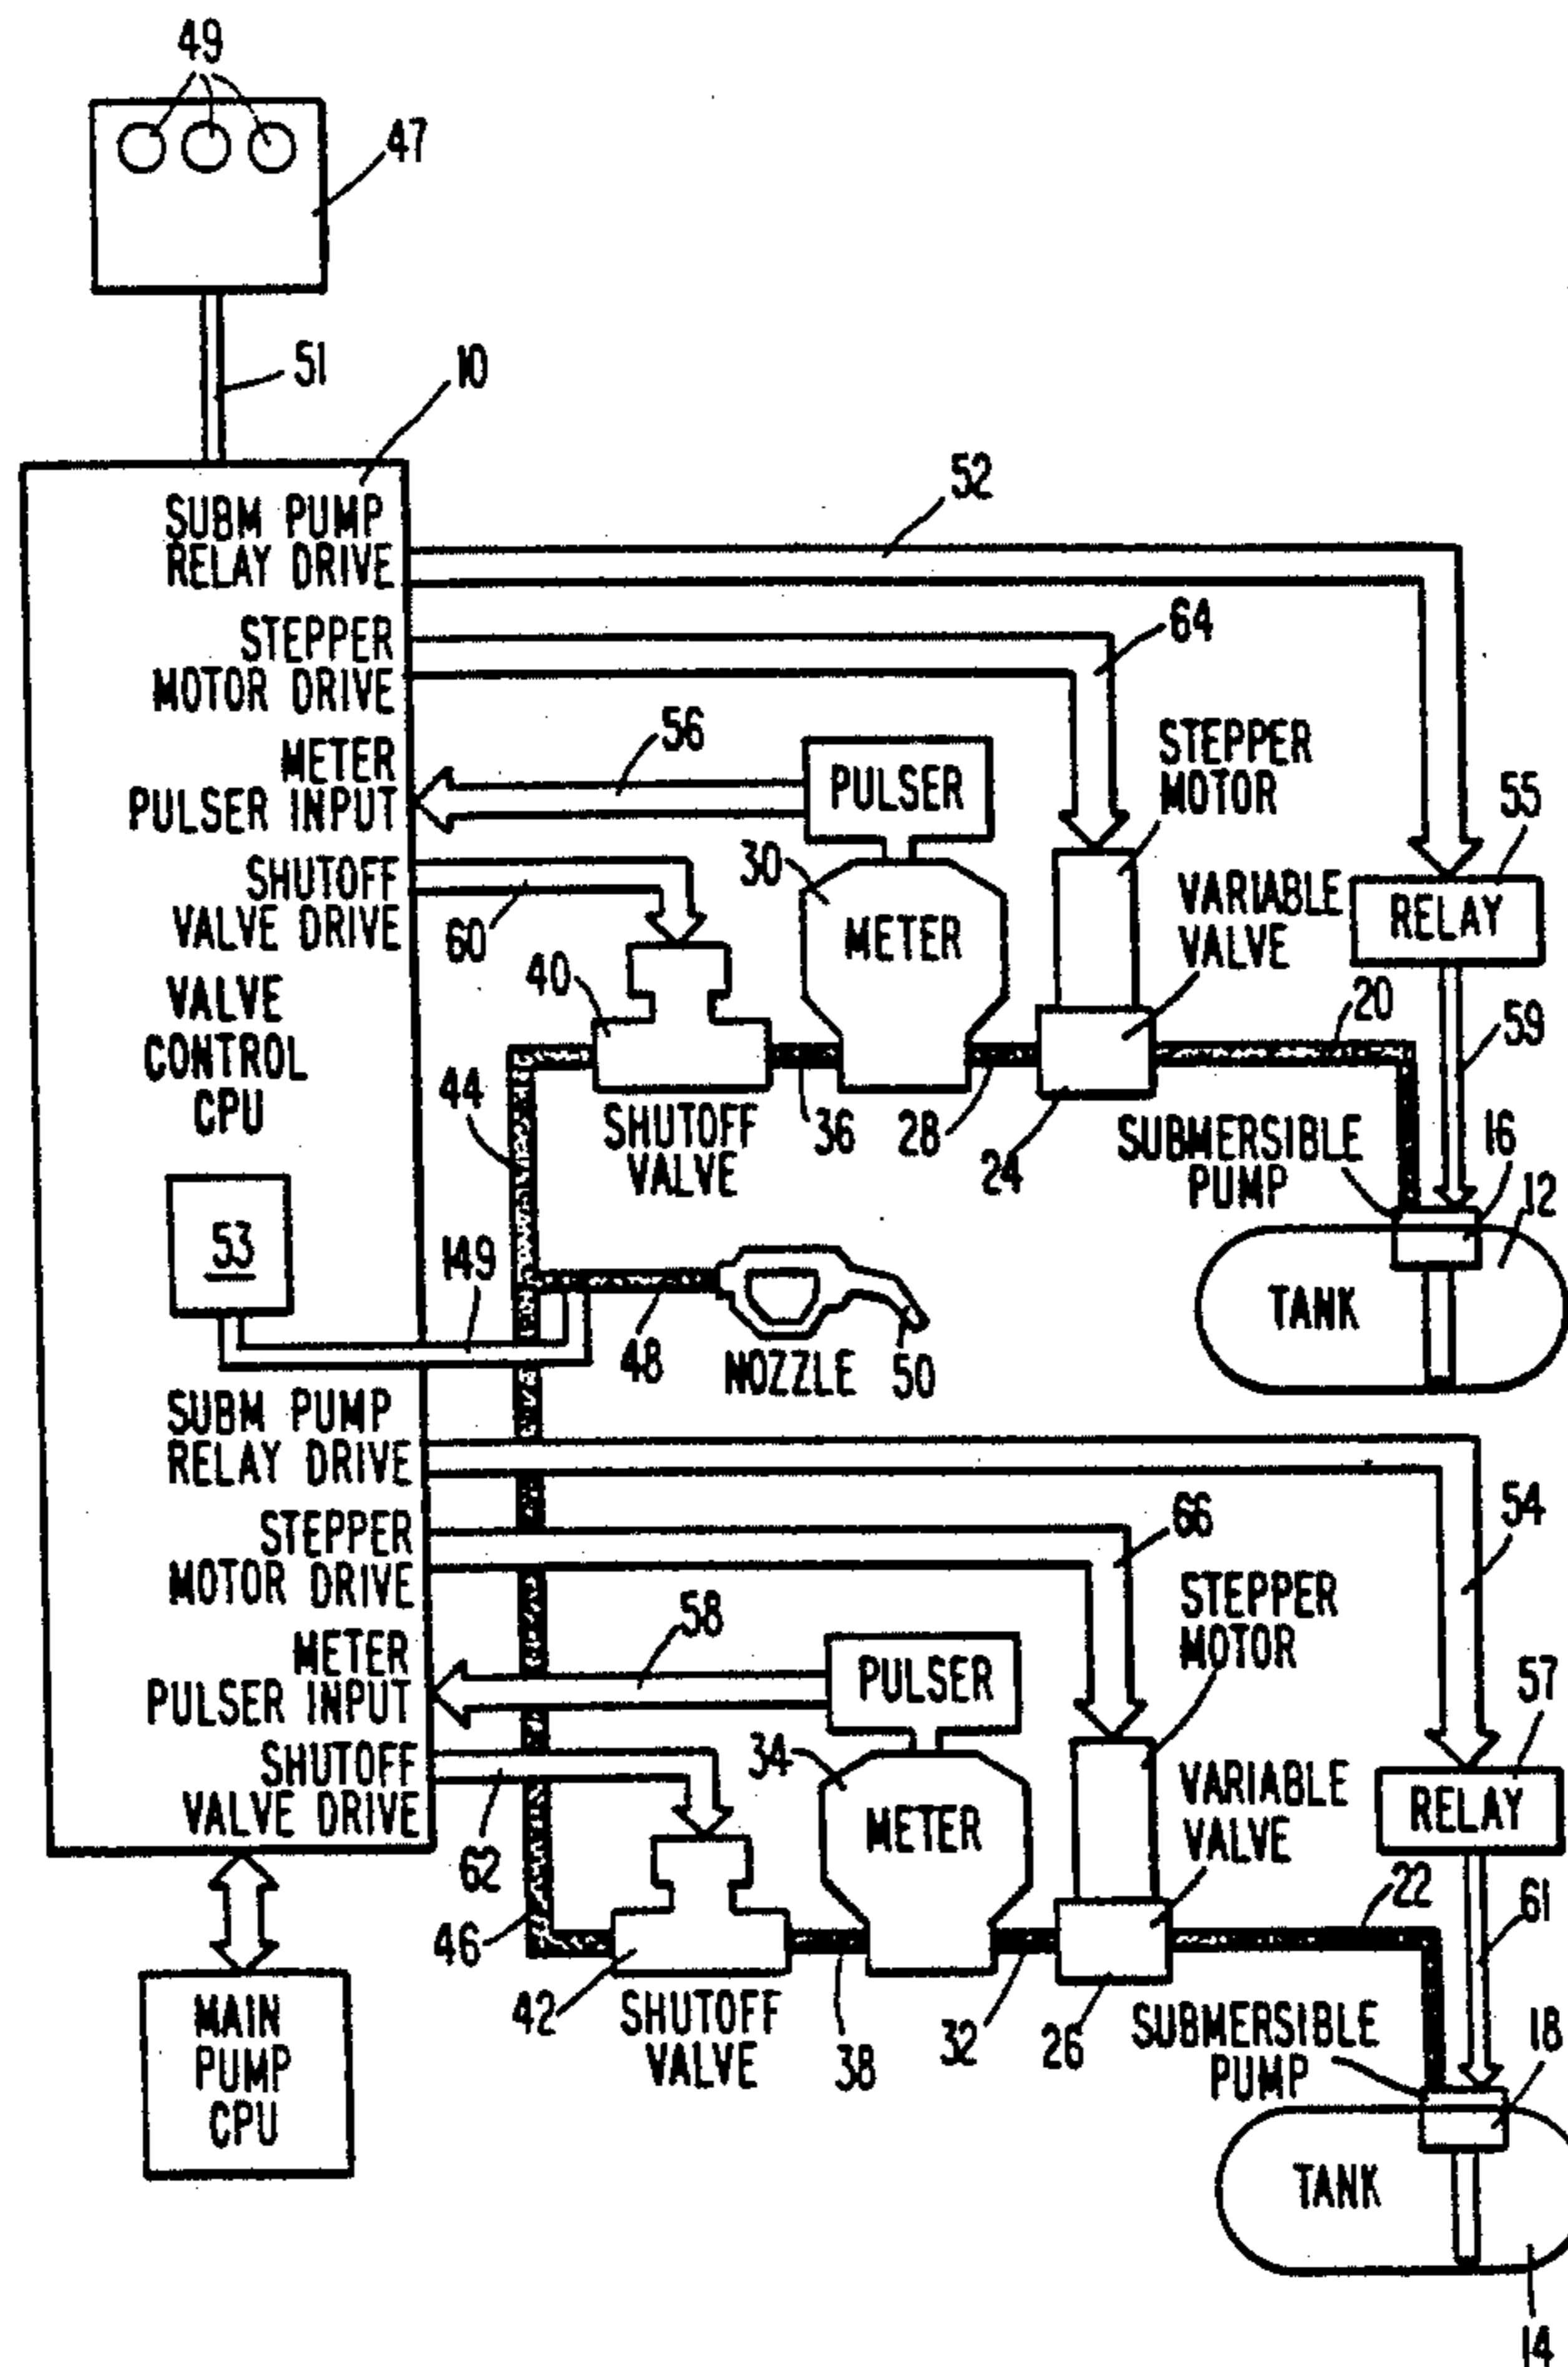 49
47
51
10
SUBM PUMP
RELAY DRIVE
52
STEPPER
MOTOR DRIVE
64
METER
PULSER INPUT
56
PULSER
STEPPER
MOTOR
55
SHUTOFF
VALVE DRIVE
60
30
METER
VARIABLE
VALVE
RELAY
VALVE
CONTROL
CPU
40
20
59
44
SHUTOFF
VALVE
36
28
24
SUBMERSIBLE
PUMP
16
12
53
149
TANK
48
NOZZLE
50
SUBM PUMP
RELAY DRIVE
54
STEPPER
MOTOR DRIVE
66
METER
PULSER INPUT
58
PULSER
STEPPER
MOTOR
57
SHUTOFF
VALVE DRIVE
62
34
METER
VARIABLE
VALVE
RELAY
46
22
61
42
SHUTOFF
VALVE
38
32
26
SUBMERSIBLE
PUMP
18
MAIN
PUMP
CPU
TANK
14